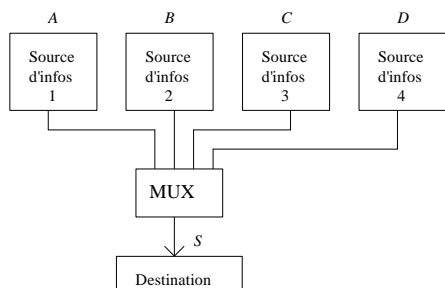 A B C D
Source Source Source Source
d'infos d'infos d'infos d'infos
1 2 3 4
MUX
S
Destination